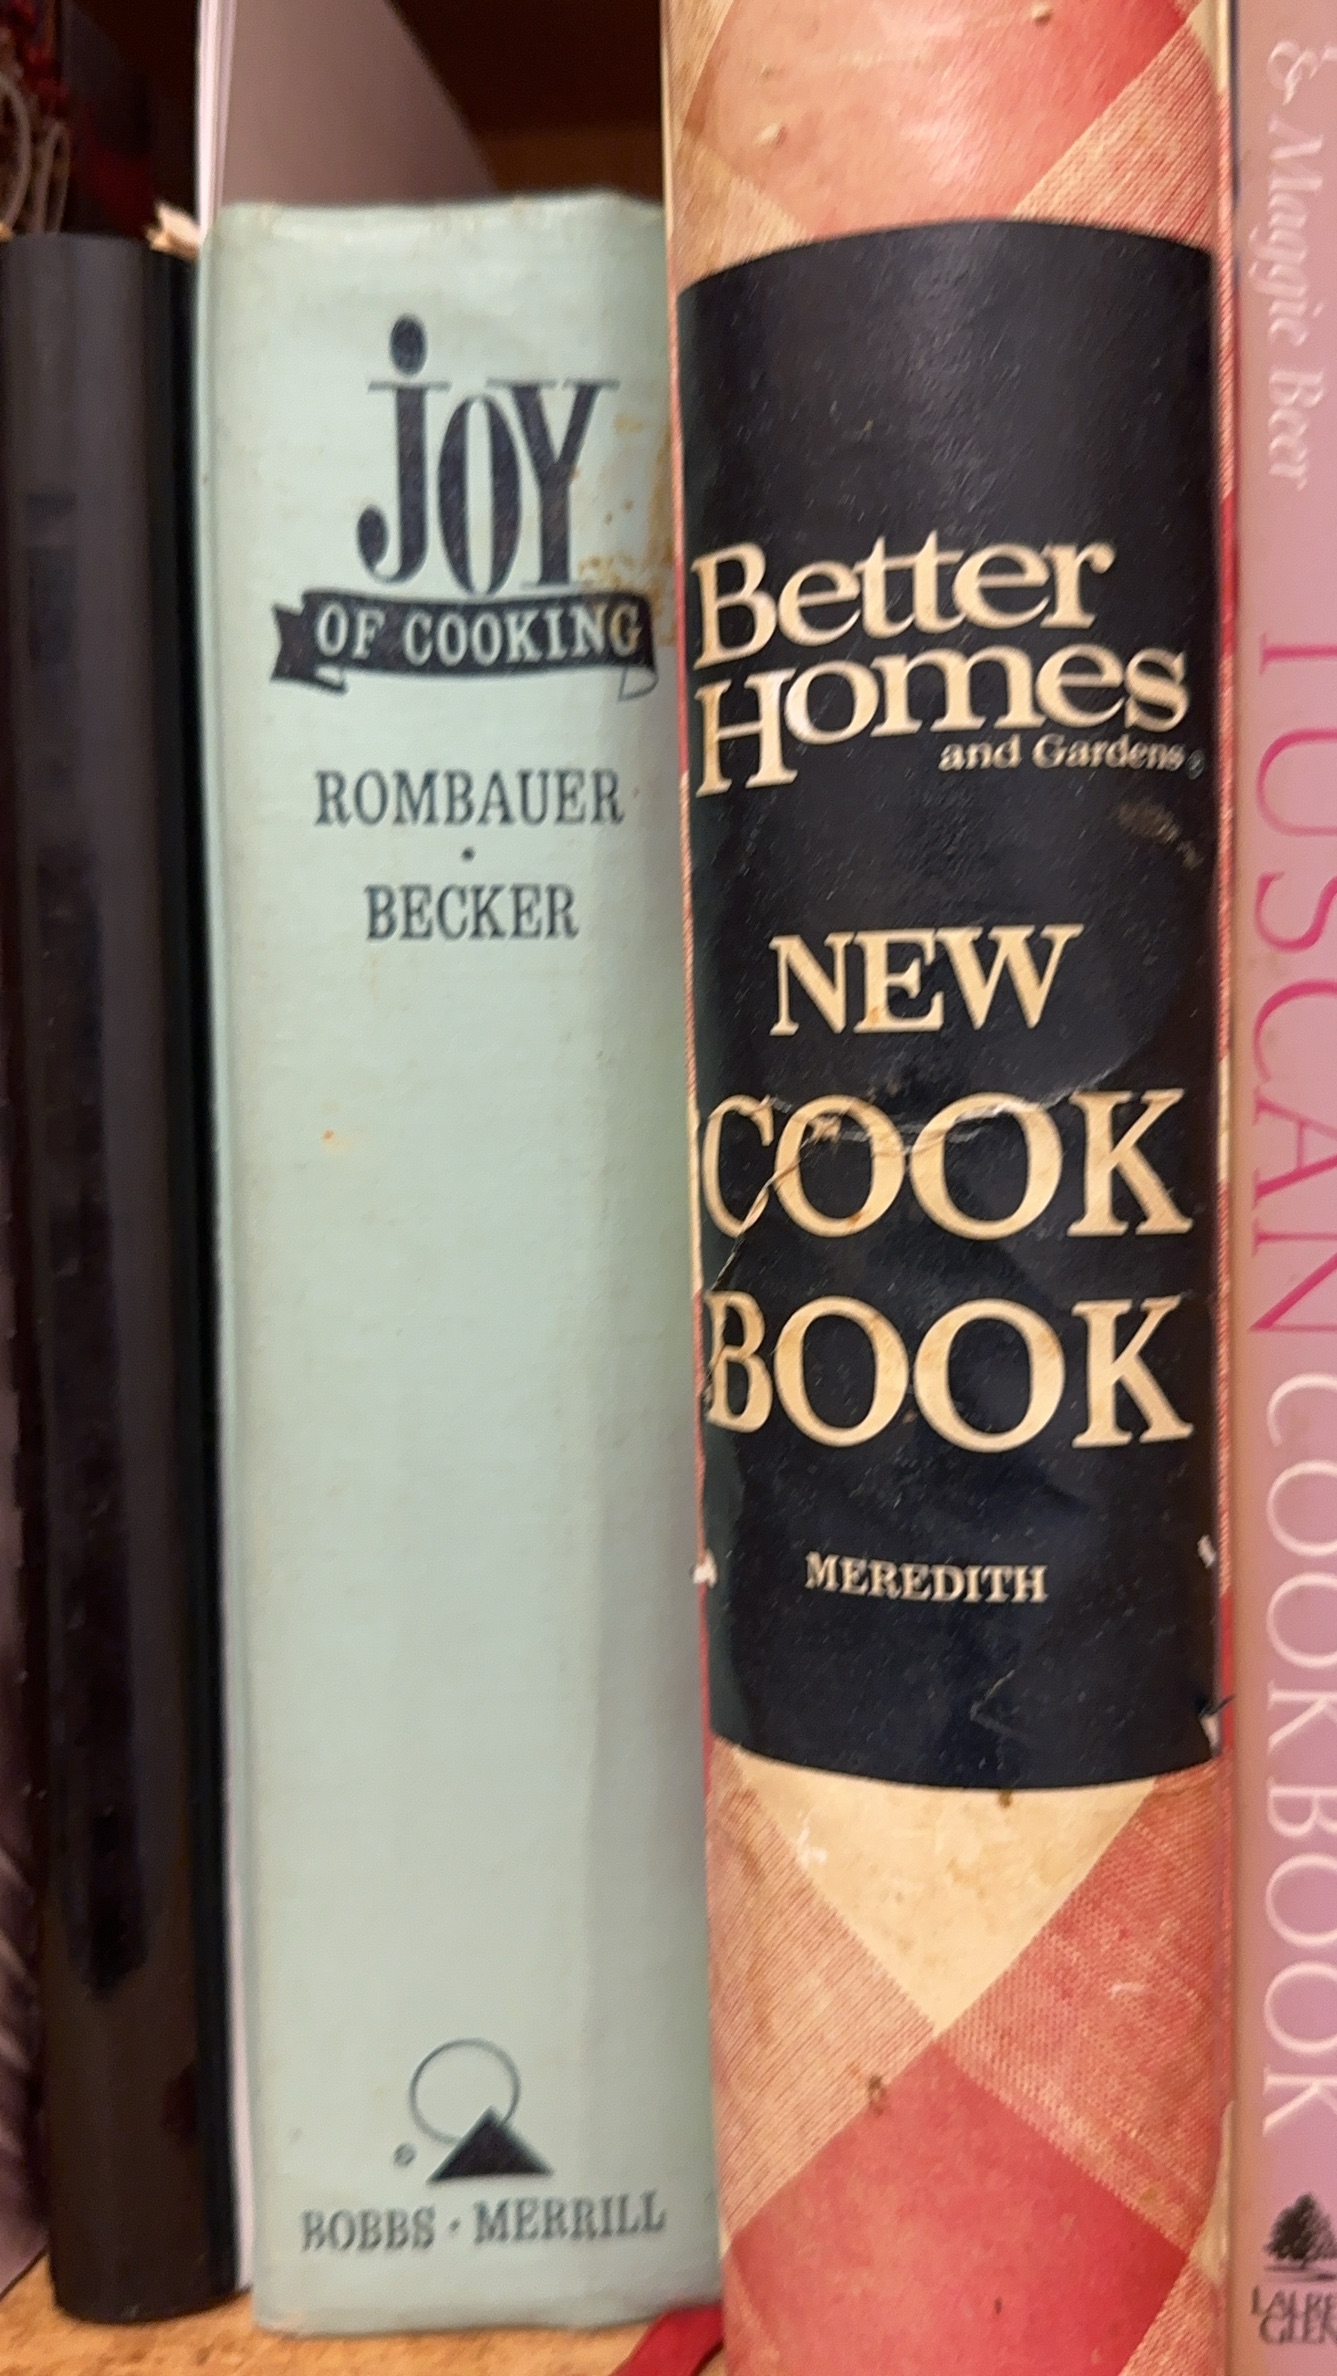 JOY
OF COOKING
ROMBAUER
•
BECKER
®
BOBBS • MERRILL
Better
Homes
and Gardens®
NEW
COOK
BOOK
MEREDITH
& Maggie Beer
TUSCAN COOKBOOK